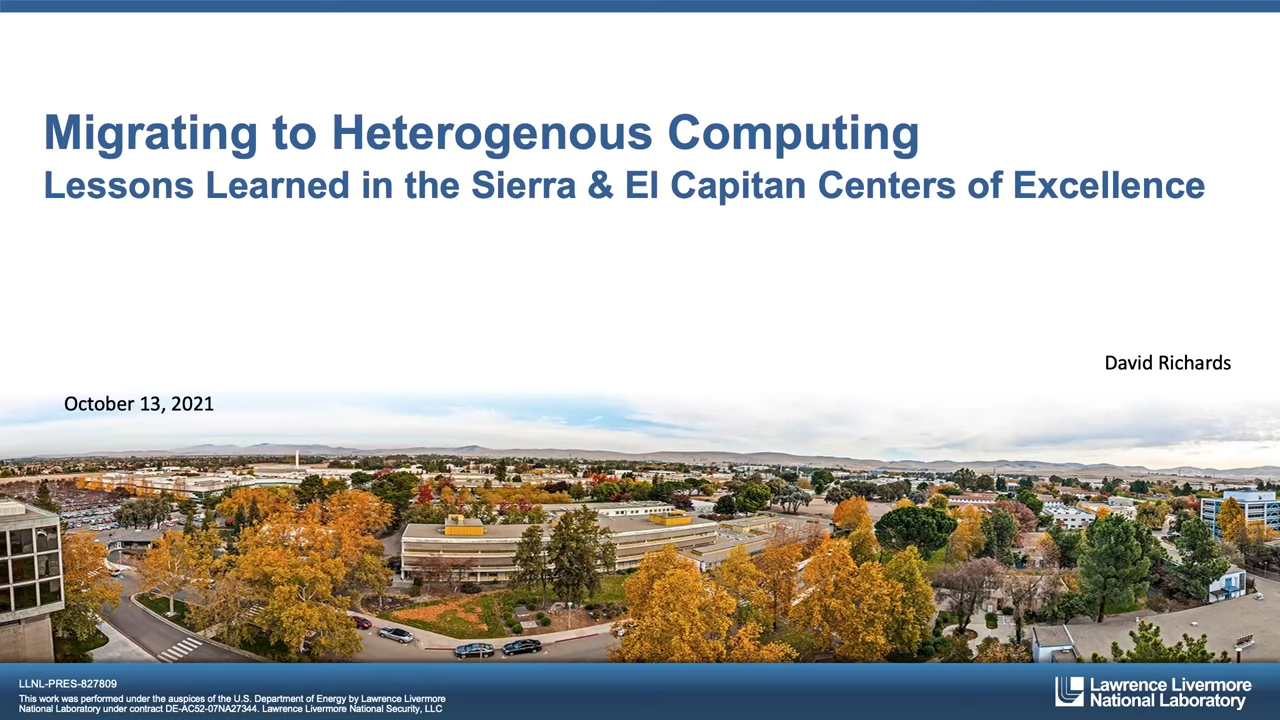 Migrating to Heterogenous Computing
Lessons Learned in the Sierra & El Capitan Centers of Excellence
David Richards
October 13, 2021
LLNL-PRES-827809
This work was performed under the auspices of the U.S. Department of Energy by Lawrence Livermore
National Laboratory under contract DE-AC52-07NA27344. Lawrence Livermore National Security, LLC
Lawrence Livermore
National Laboratory